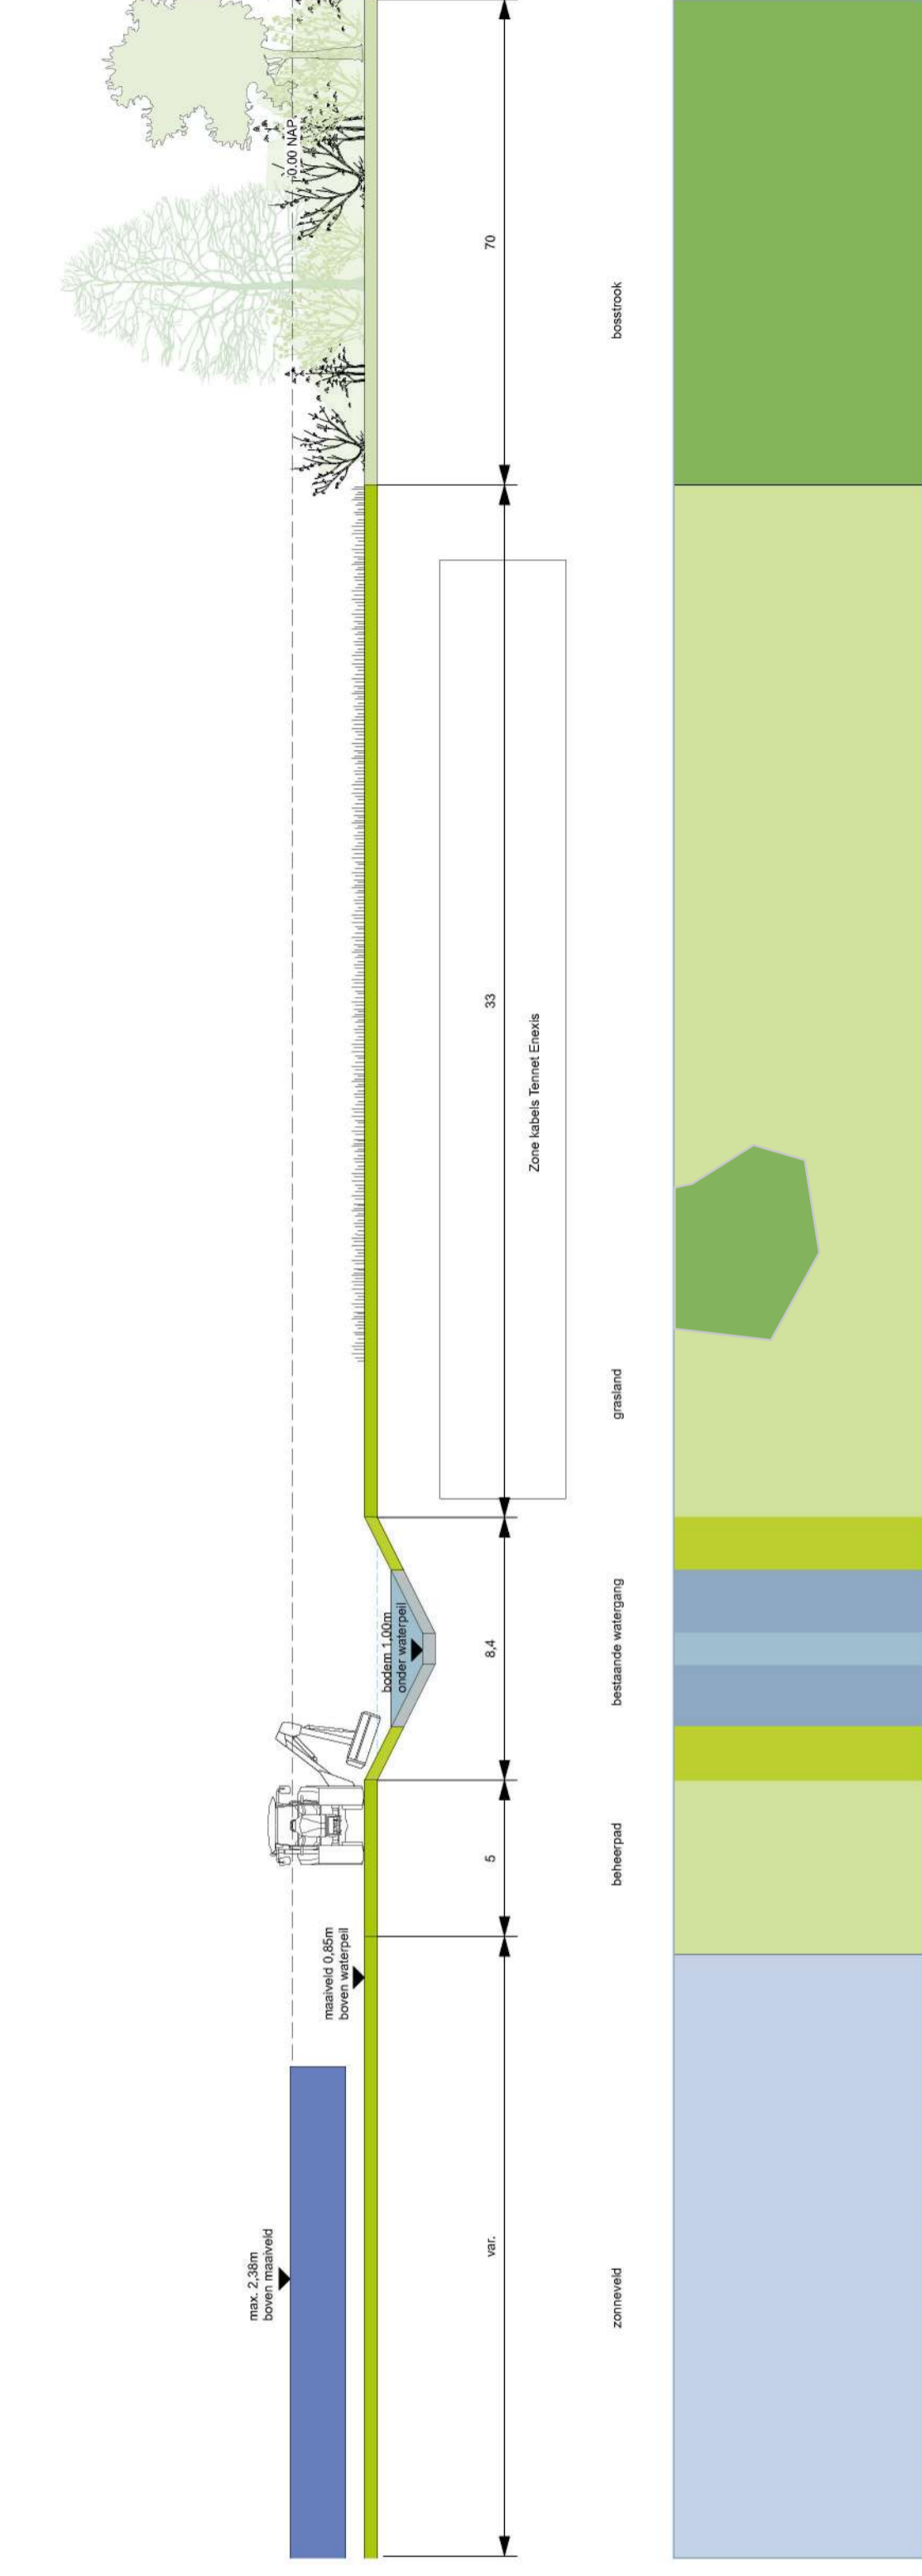 max. 2,38m
boven maaiveld
maaiveld 0,85m
boven waterpeil
bodem 1,00m
onder waterpeil
0.00 NAP
var.
5
8,4
33
70
Zone kabels Tennet Enexis
zonneveld
beheerpad
bestaande watergang
grasland
bosstrook